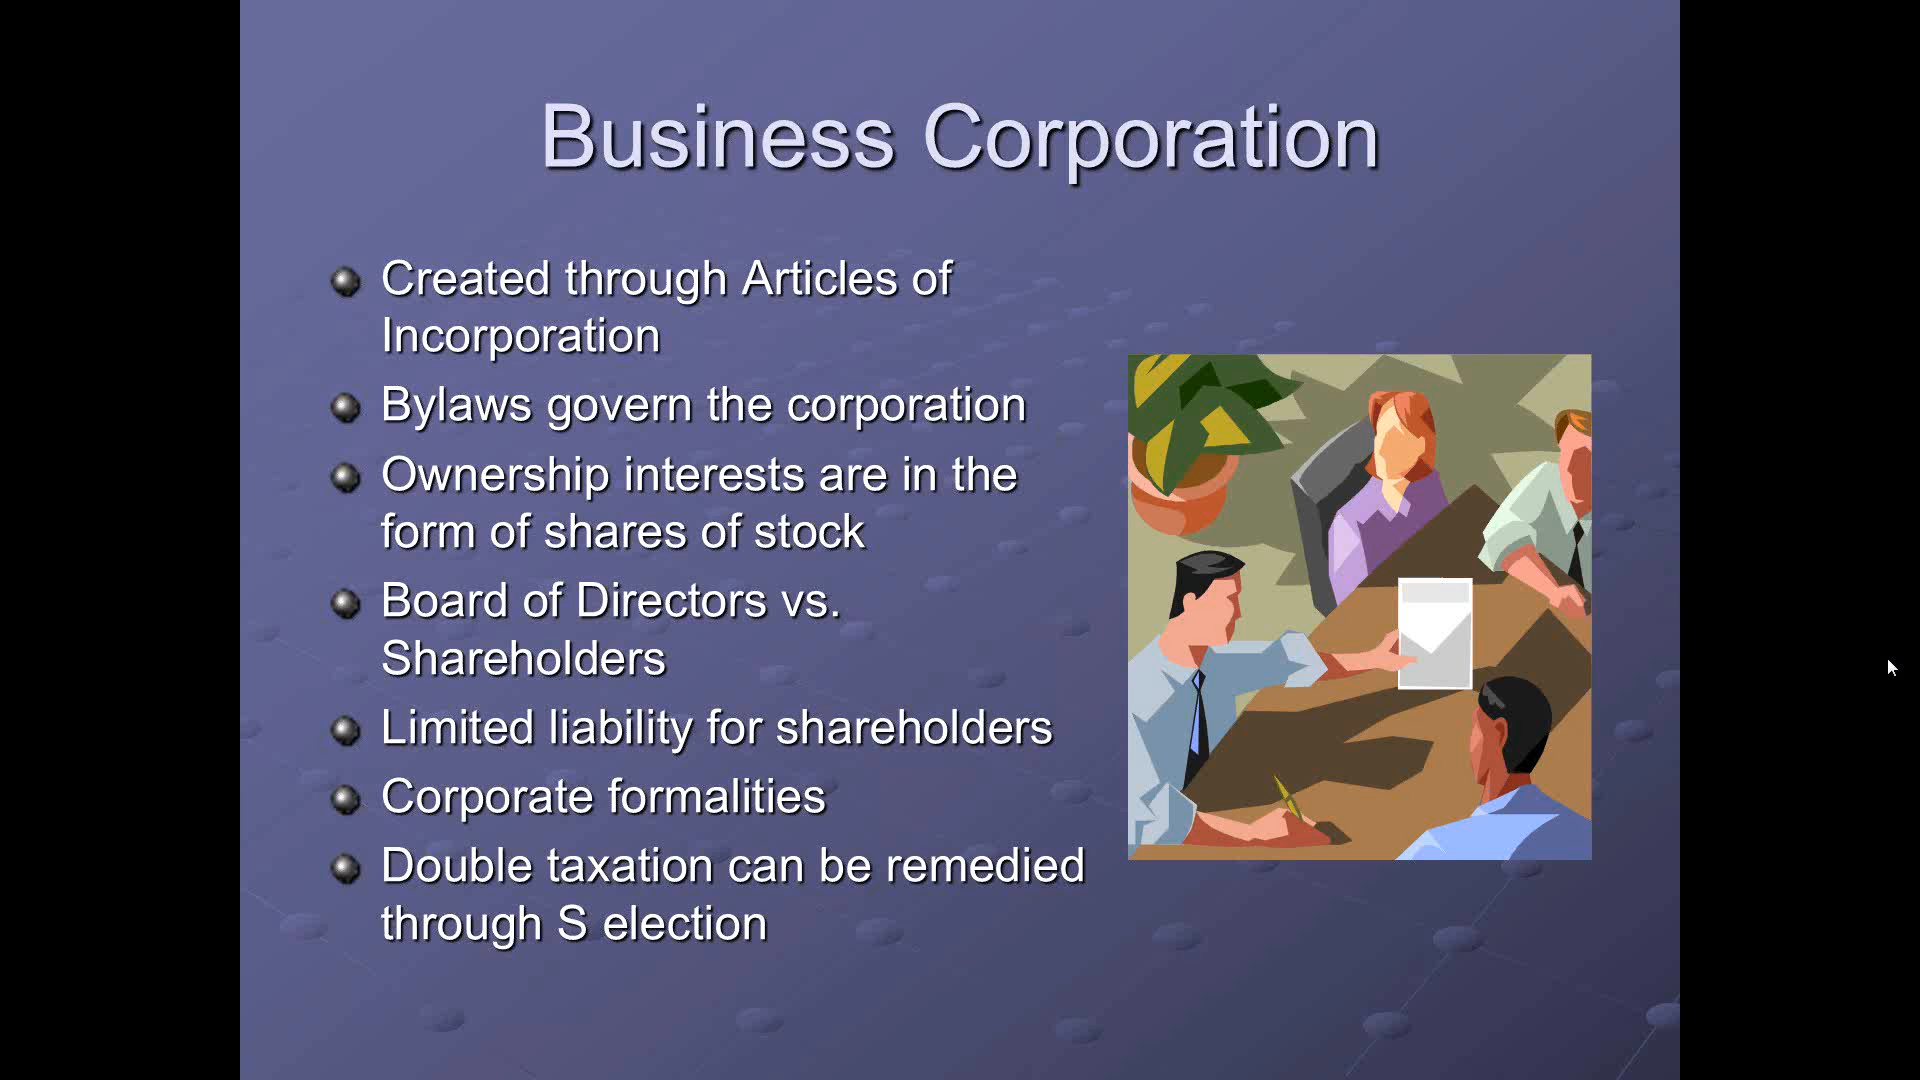 Business Corporation
Created through Articles of
Incorporation
Bylaws govern the corporation
Ownership interests are in the
form of shares of stock
Board of Directors vs.
Shareholders
Limited liability for shareholders
Corporate formalities
Double taxation can be remedied
through S election